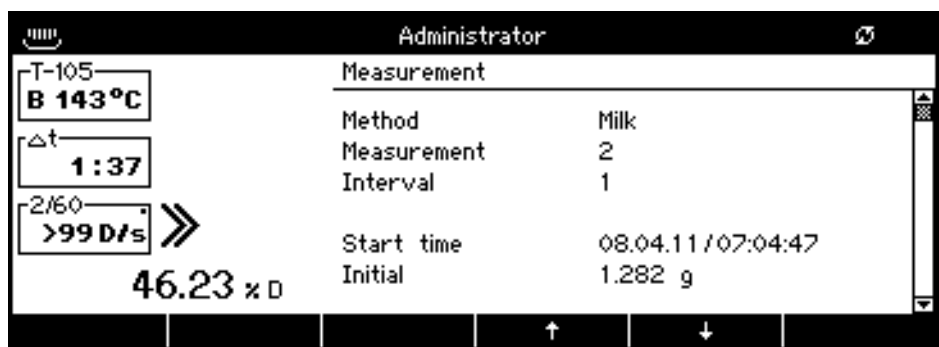 Administrator
T-105
B 143°C
△t
1:37
2/60
>99 D/s
46.23 % D
Measurement
Method Milk
Measurement 2
Interval 1
Start time 08.04.11/07:04:47
Initial 1.282 g